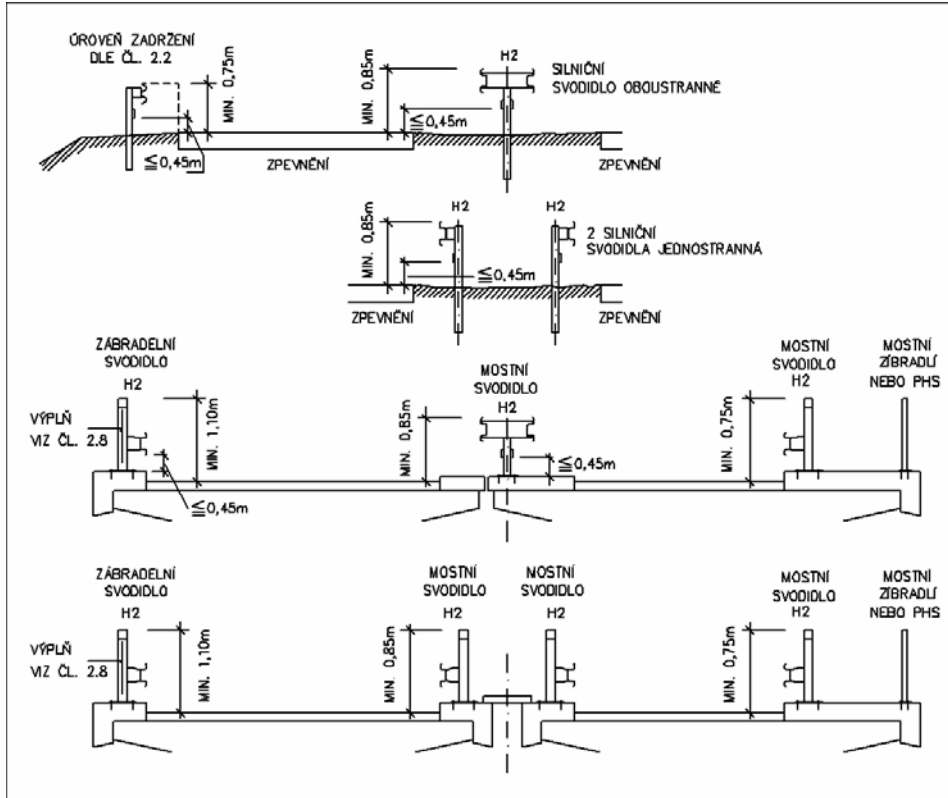 ÚROVEŇ ZADRŽENÍ
DLE ČL. 2.2
MIN. 0,75m
≦0,45m
MIN. 0,85m
≦0,45m
H2
SILNIČNÍ
SVODIDLO OBOUSTRANNÉ
ZPEVNĚNÍ
ZPEVNĚNÍ
MIN. 0,85m
H2
H2
2 SILNIČNÍ
SVODIDLA JEDNOSTRANNÁ
≦0,45m
ZPEVNĚNÍ
ZPEVNĚNÍ
ZÁBRADELNÍ
SVODIDLO
H2
VÝPLŇ
VIZ ČL. 2.8
MIN. 1,10m
≦0,45m
MIN. 0,85m
MOSTNÍ
SVODIDLO
H2
≦0,45m
MIN. 0,75m
MOSTNÍ
SVODIDLO
H2
MOSTNÍ
ZÍBRADLÍ
NEBO PHS
ZÁBRADELNÍ
SVODIDLO
H2
VÝPLŇ
VIZ ČL. 2.8
MIN. 1,10m
MIN. 0,85m
MOSTNÍ
SVODIDLO
H2
MOSTNÍ
SVODIDLO
H2
MIN. 0,75m
MOSTNÍ
SVODIDLO
H2
MOSTNÍ
ZÍBRADLÍ
NEBO PHS